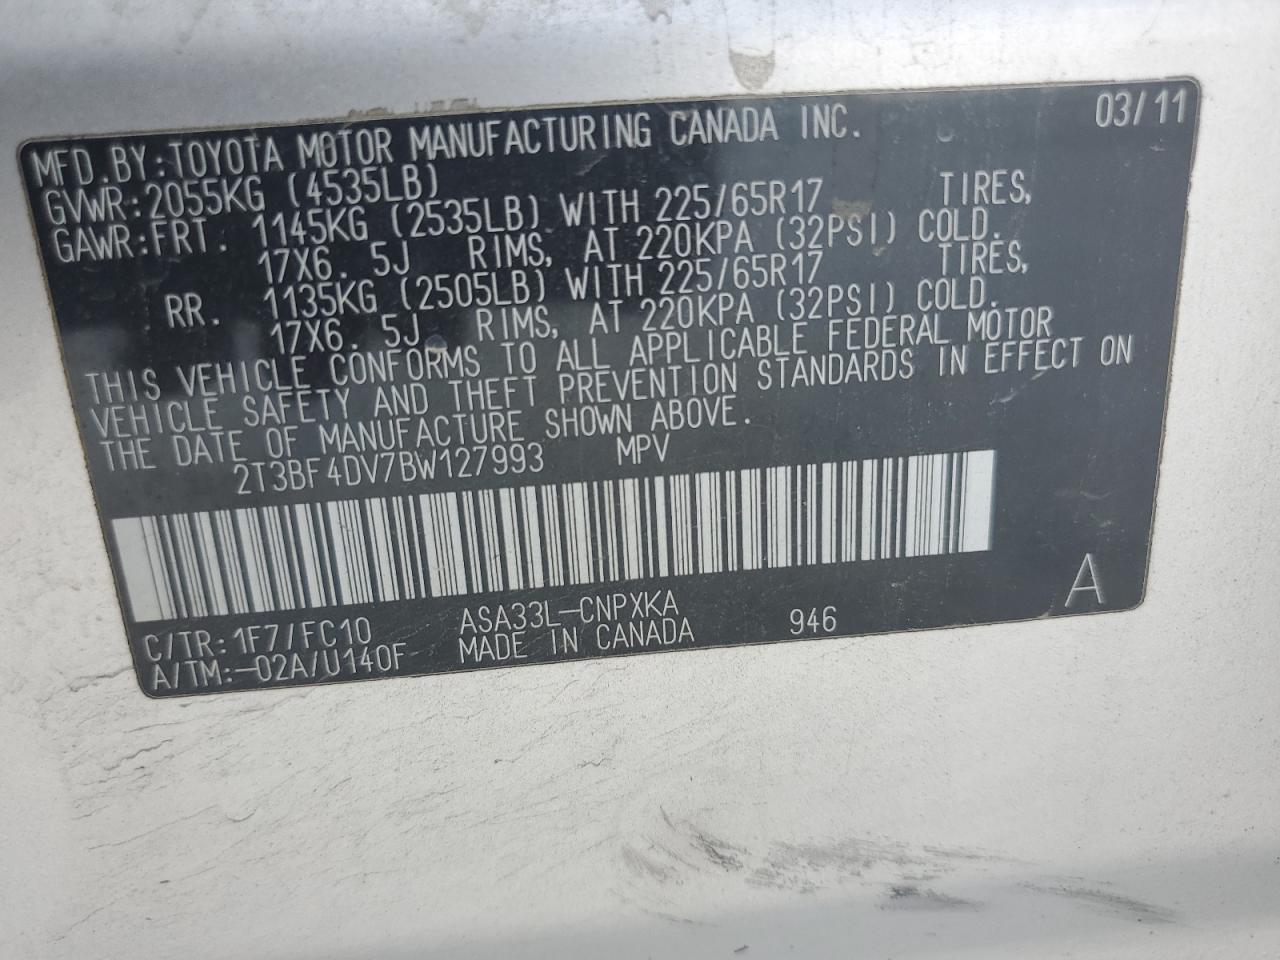 03/11
MFD.BY:TOYOTA MOTOR MANUFACTURING CANADA INC.
GVWR:2055KG (4535LB)
GAWR:FRT. 1145KG (2535LB) WITH 225/65R17 TIRES,
17X6.5J RIMS, AT 220KPA (32PSI) COLD.
RR. 1135KG (2505LB) WITH 225/65R17 TIRES,
17X6.5J RIMS, AT 220KPA (32PSI) COLD.
THIS VEHICLE CONFORMS TO ALL APPLICABLE FEDERAL MOTOR
VEHICLE SAFETY AND THEFT PREVENTION STANDARDS IN EFFECT ON
THE DATE OF MANUFACTURE SHOWN ABOVE.
2T3BF4DV7BW127993 MPV
C/TR:1F7/FC10 ASA33L-CNPXKA
A/TM:-02A/U140F MADE IN CANADA 946 A